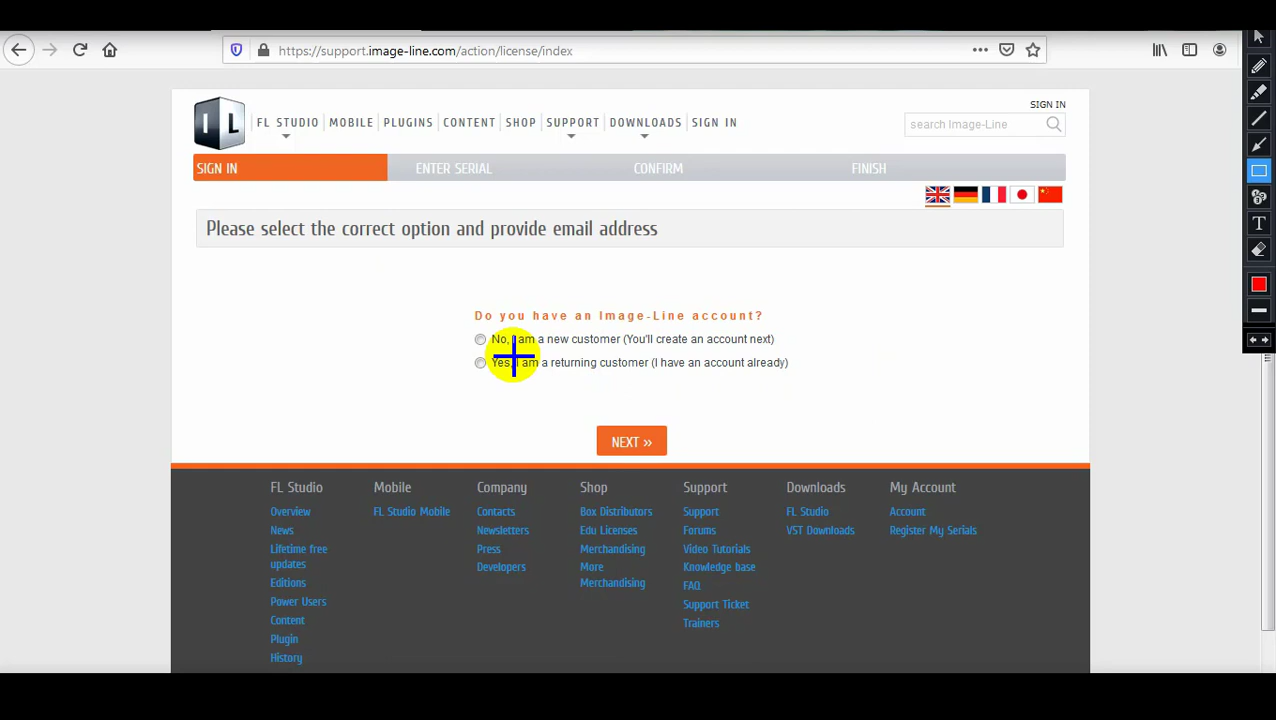 https://support.image-line.com/action/license/index
SIGN IN
IL
FL STUDIO MOBILE PLUGINS CONTENT SHOP SUPPORT DOWNLOADS SIGN IN
search Image-Line
SIGN IN ENTER SERIAL CONFIRM FINISH
Please select the correct option and provide email address
Do you have an Image-Line account?
No, I am a new customer (You'll create an account next)
Yes, I am a returning customer (I have an account already)
NEXT »
FL Studio
Overview
News
Lifetime free
updates
Editions
Power Users
Content
Plugin
History
Mobile
FL Studio Mobile
Company
Contacts
Newsletters
Press
Developers
Shop
Box Distributors
Edu Licenses
Merchandising
More
Merchandising
Support
Support
Forums
Video Tutorials
Knowledge base
FAQ
Support Ticket
Trainers
Downloads
FL Studio
VST Downloads
My Account
Account
Register My Serials
T